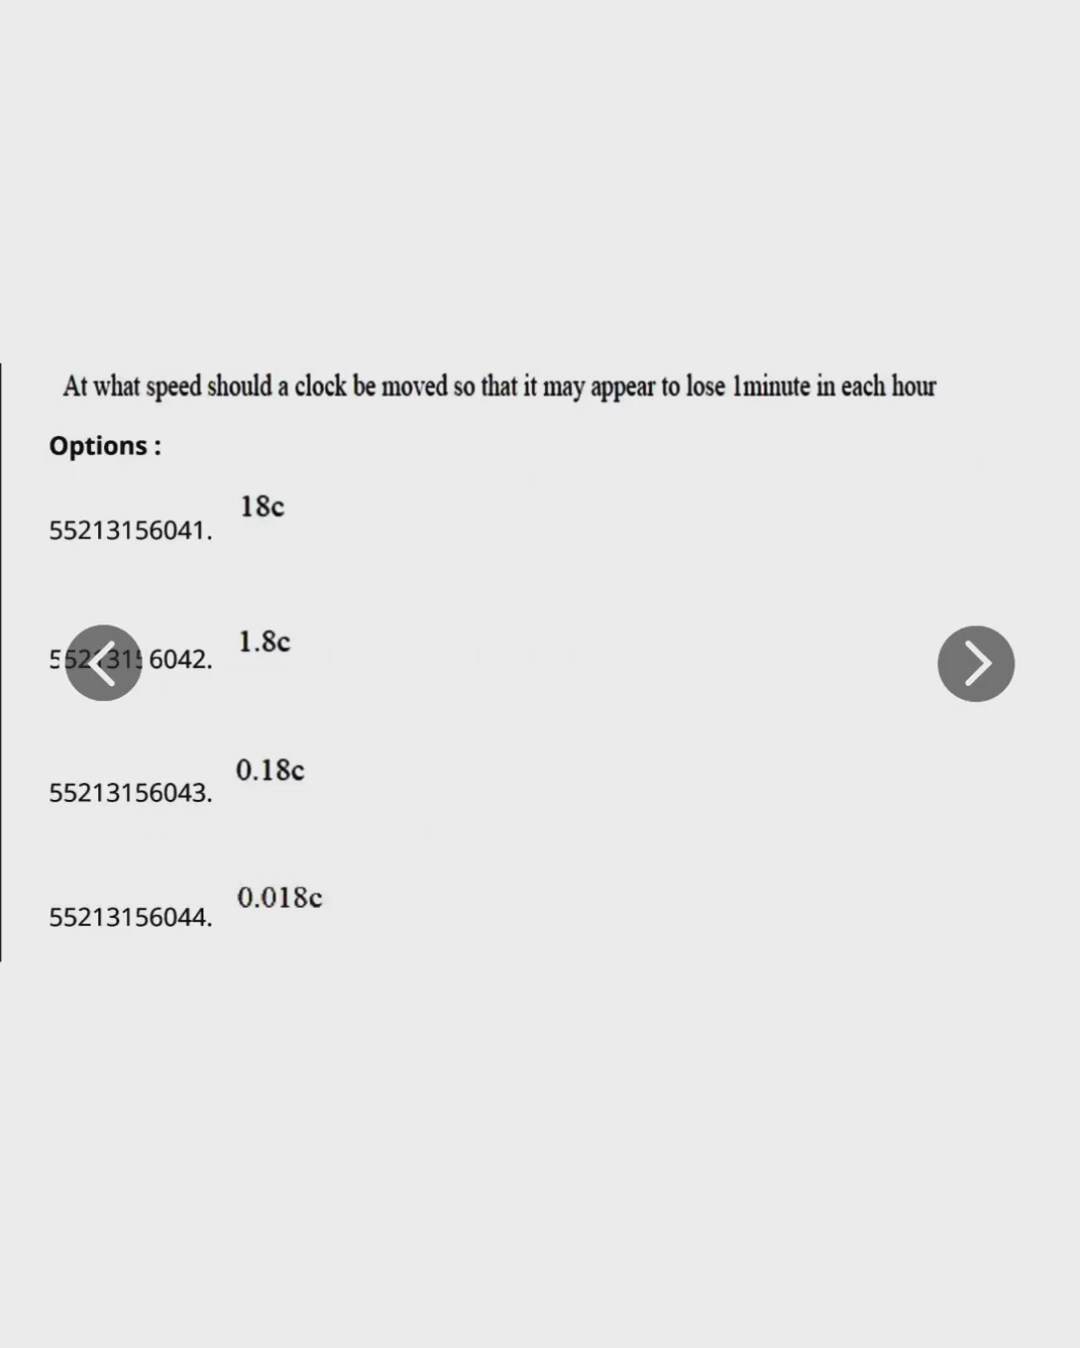 At what speed should a clock be moved so that it may appear to lose 1minute in each hour
Options :
18c
55213156041.
1.8c
6042.
0.18c
55213156043.
0.018c
55213156044.